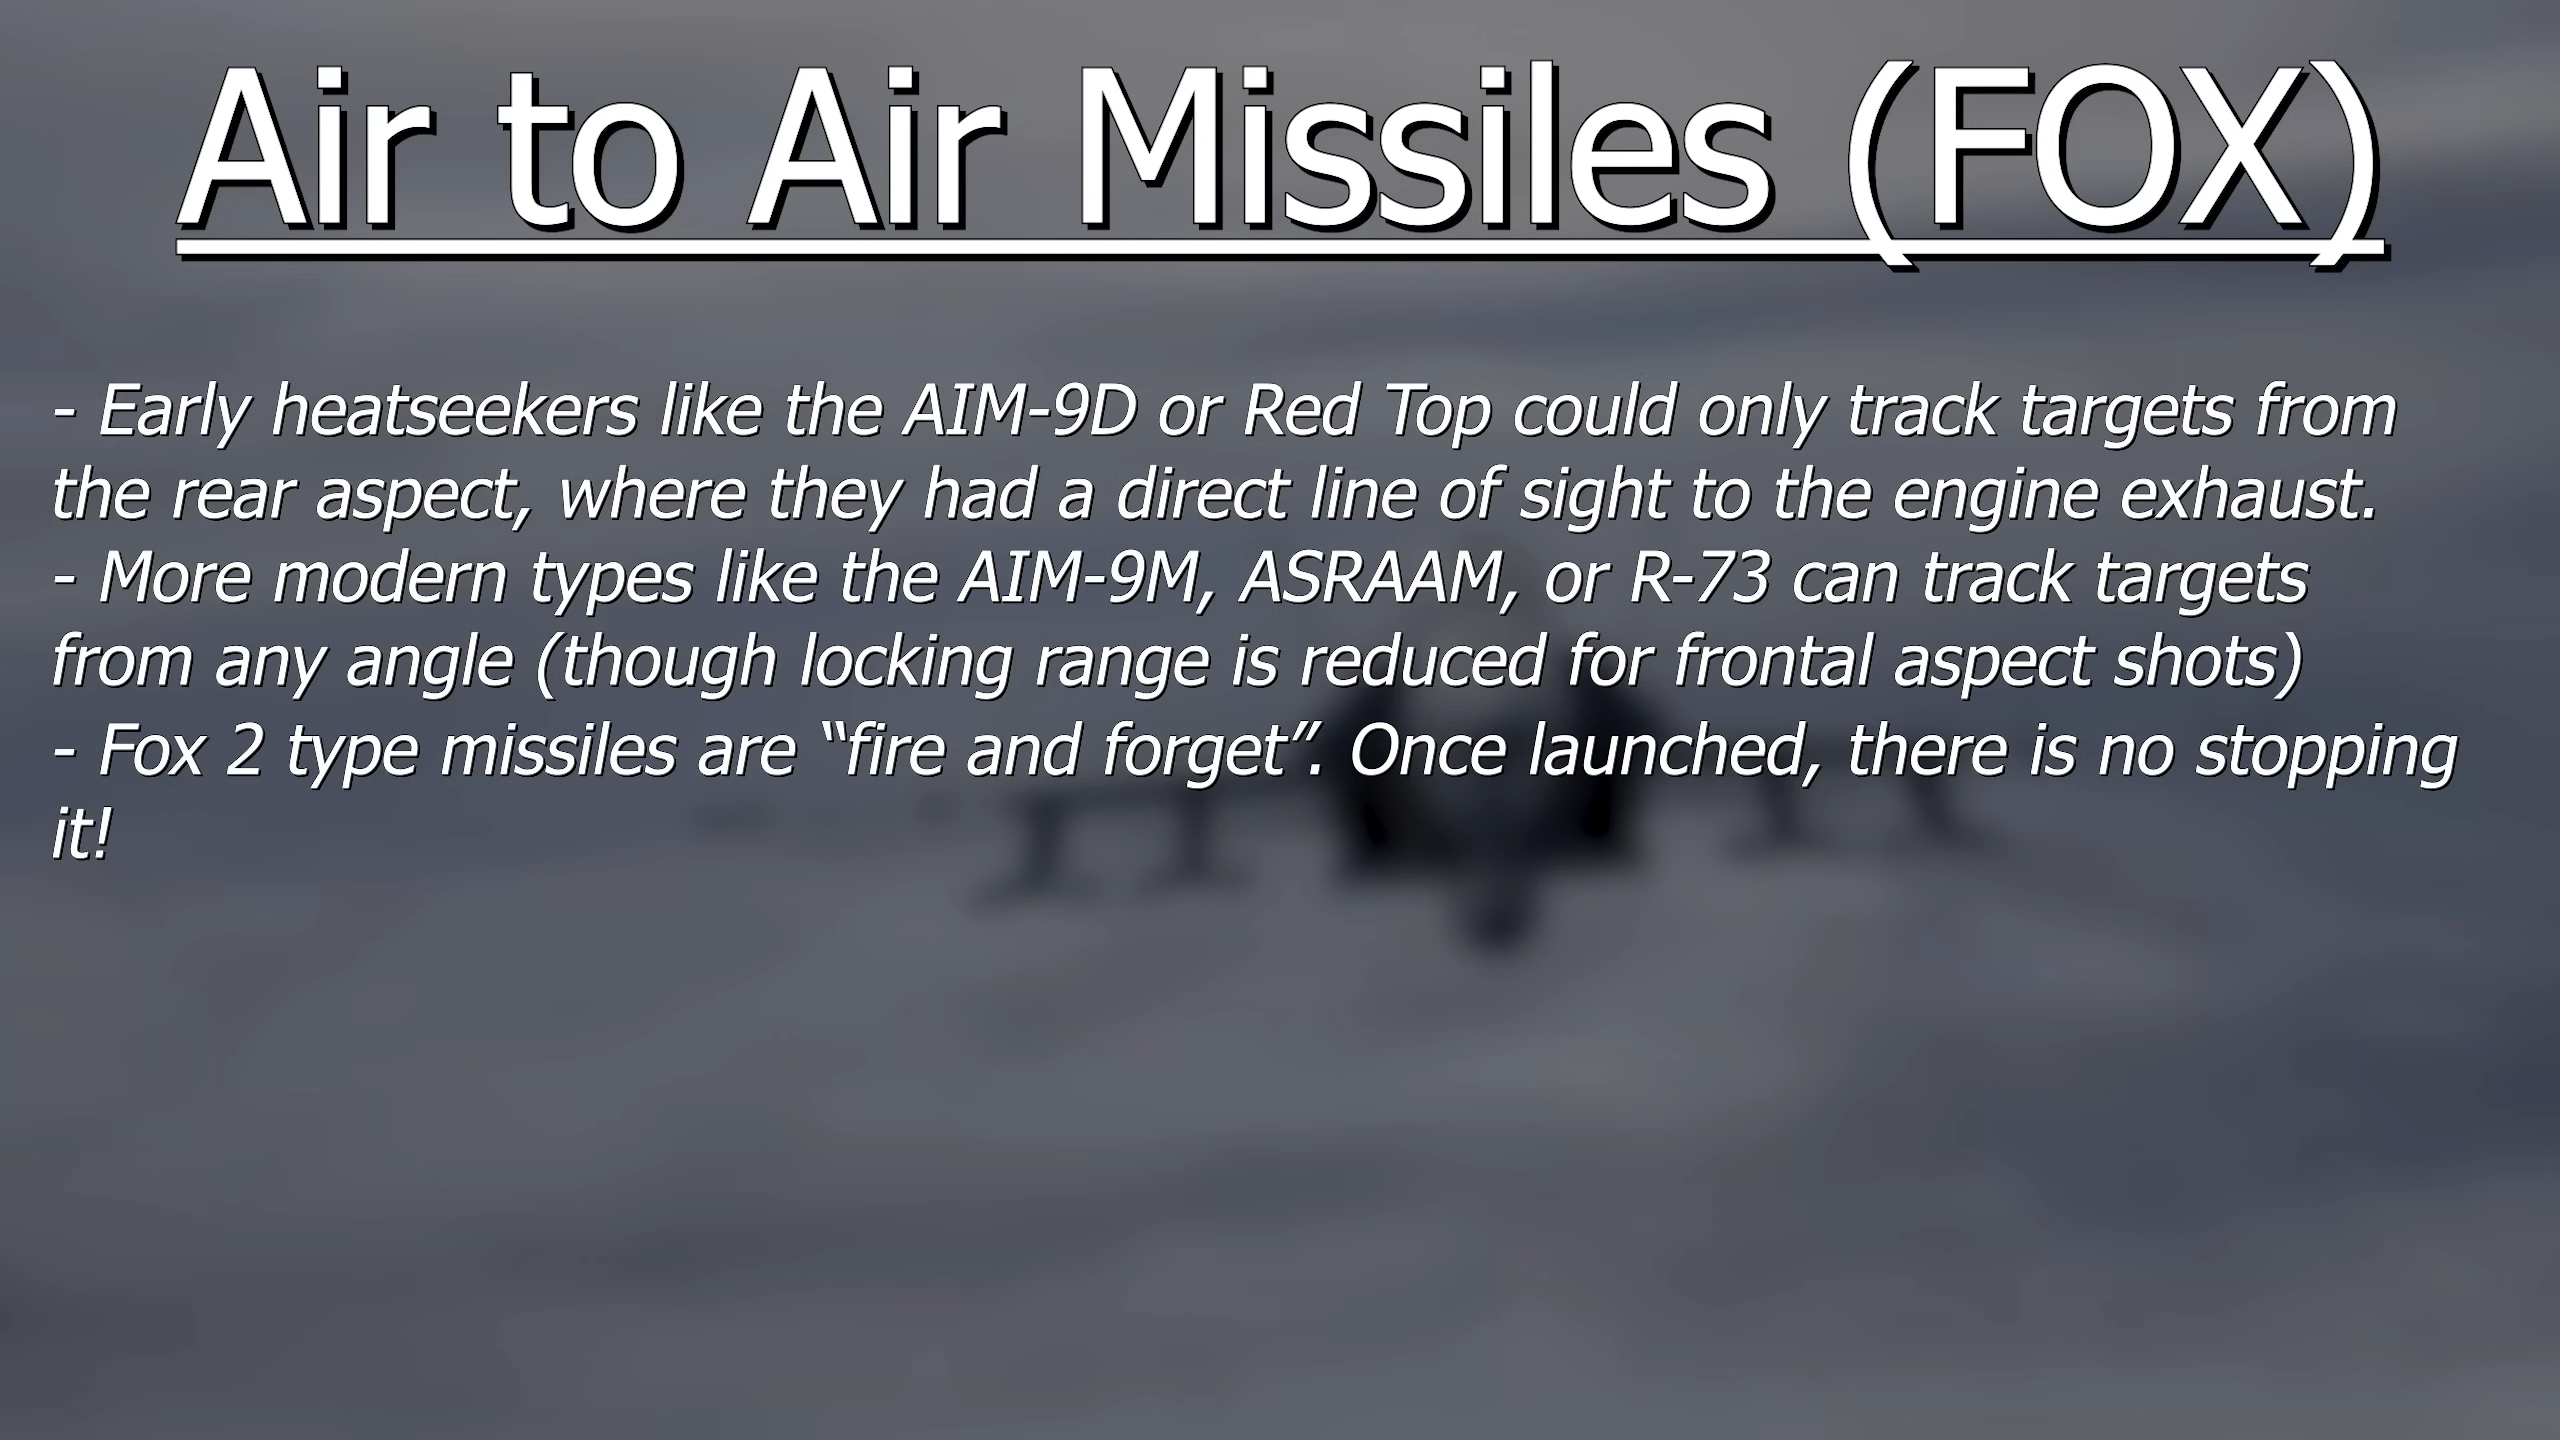 Air to Air Missiles (FOX)
- Early heatseekers like the AIM-9D or Red Top could only track targets from
the rear aspect, where they had a direct line of sight to the engine exhaust.
- More modern types like the AIM-9M, ASRAAM, or R-73 can track targets
from any angle (though locking range is reduced for frontal aspect shots)
- Fox 2 type missiles are “fire and forget”. Once launched, there is no stopping
it!